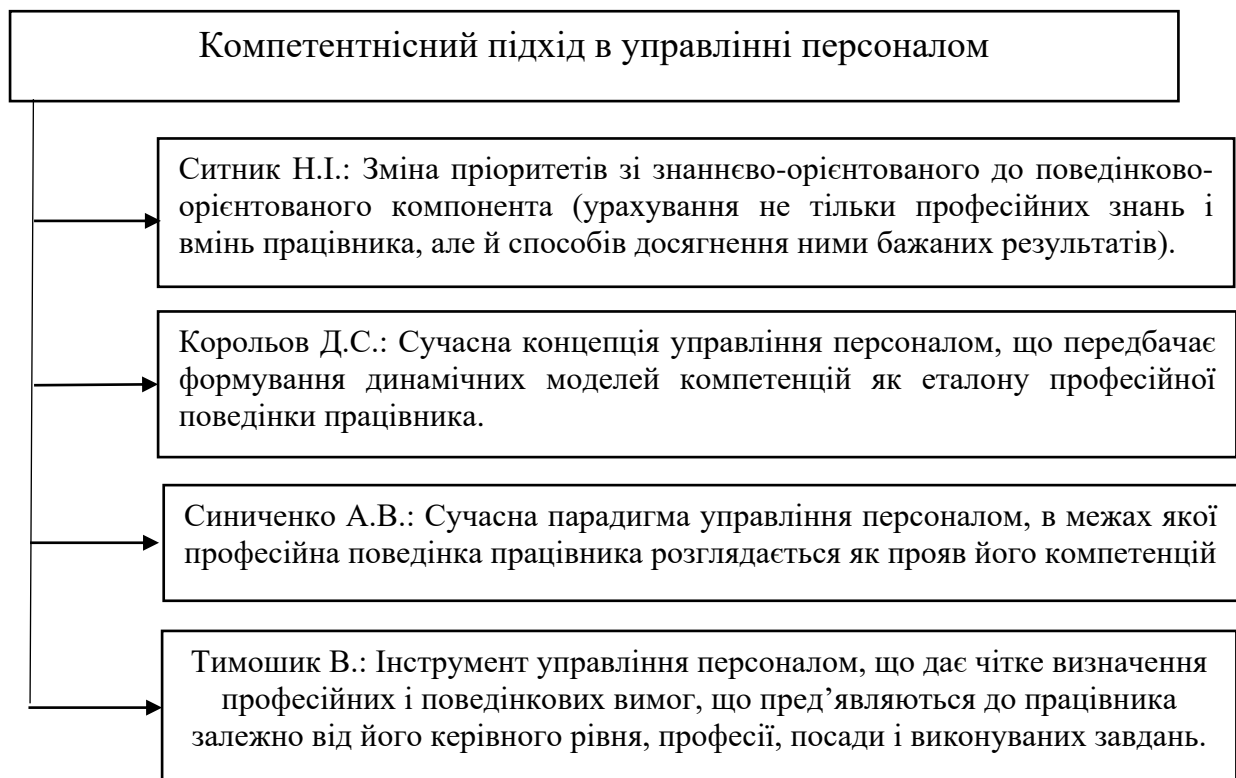 Компетентнісний підхід в управлінні персоналом
Ситник Н.І.: Зміна пріоритетів зі знаннєво-орієнтованого до поведінково-
орієнтованого компонента (урахування не тільки професійних знань і
вмінь працівника, але й способів досягнення ними бажаних результатів).
Корольов Д.С.: Сучасна концепція управління персоналом, що передбачає
формування динамічних моделей компетенцій як еталону професійної
поведінки працівника.
Синиченко А.В.: Сучасна парадигма управління персоналом, в межах якої
професійна поведінка працівника розглядається як прояв його компетенцій
Тимошик В.: Інструмент управління персоналом, що дає чітке визначення
професійних і поведінкових вимог, що пред’являються до працівника
залежно від його керівного рівня, професії, посади і виконуваних завдань.